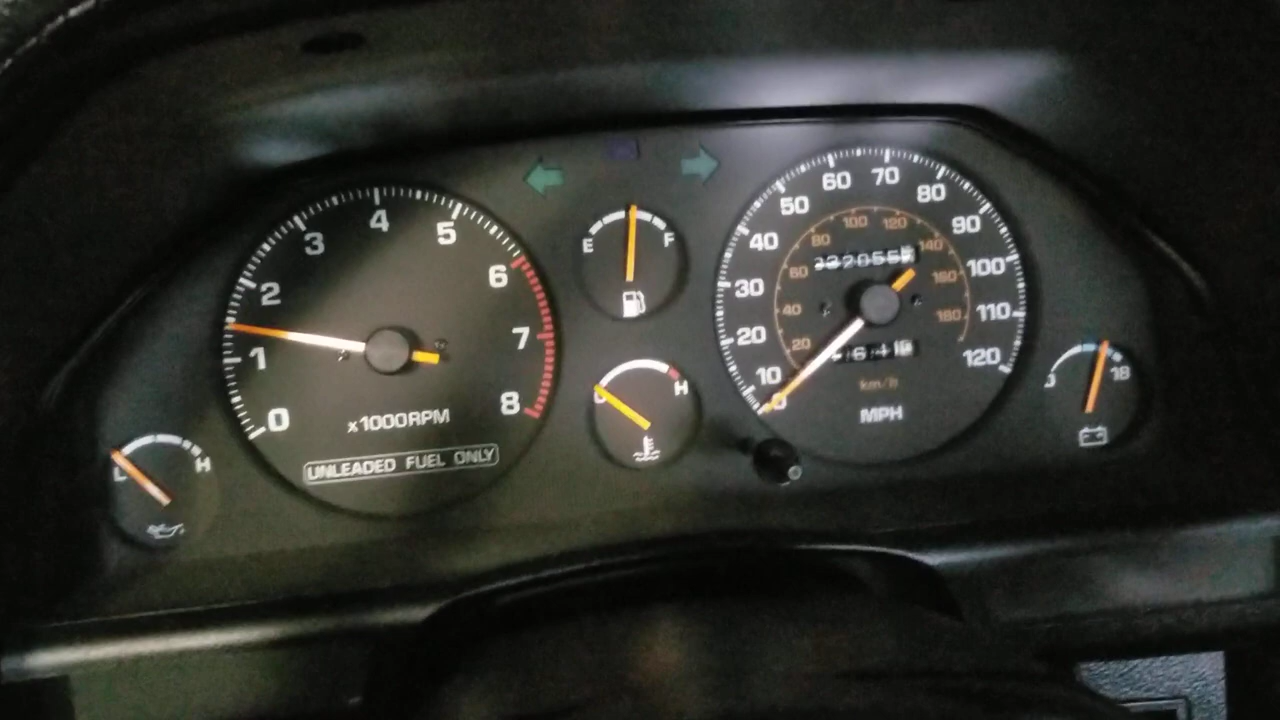 0 1 2 3 4 5 6 7 8
x1000RPM
UNLEADED FUEL ONLY
L H
E F
H
0 10 20 30 40 50 60 70 80 90 100 110 120
20 40 60 80 100 120 140 160 180
km/h
MPH
18